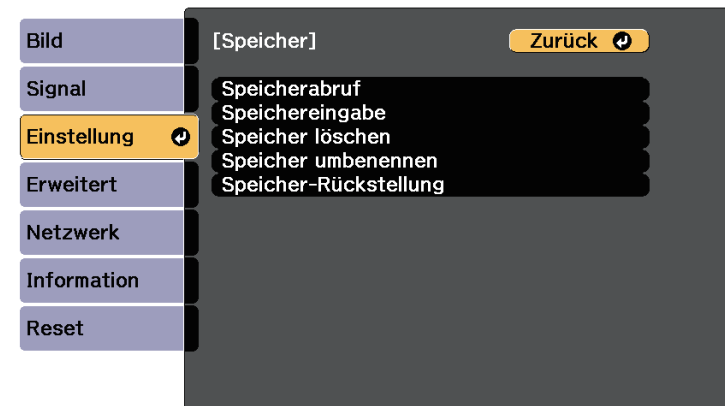 Bild
Signal
Einstellung
Erweitert
Netzwerk
Information
Reset
[Speicher]
Zurück
Speicherabruf
Speichereingabe
Speicher löschen
Speicher umbenennen
Speicher-Rückstellung